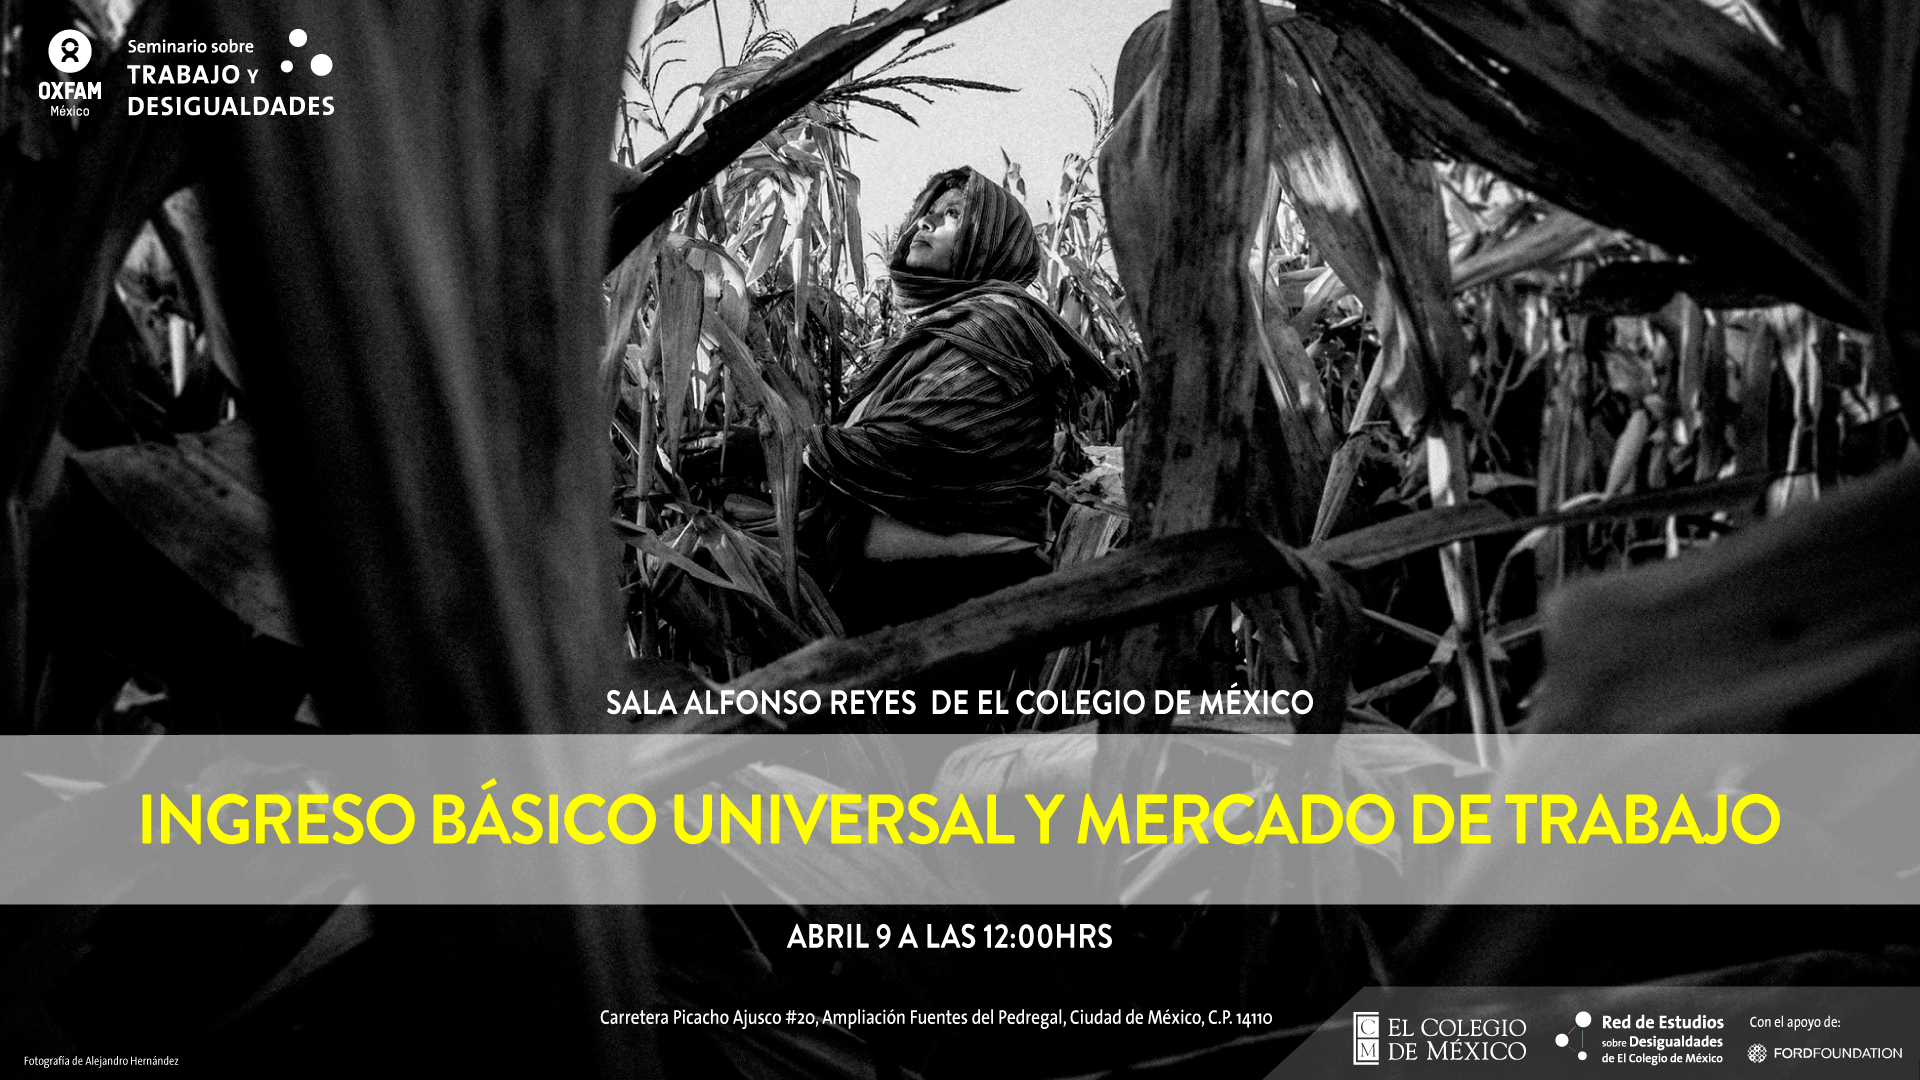 OXFAM
México
Seminario sobre
TRABAJO Y
DESIGUALDADES
SALA ALFONSO REYES DE EL COLEGIO DE MÉXICO
INGRESO BÁSICO UNIVERSAL Y MERCADO DE TRABAJO
ABRIL 9 A LAS 12:00HRS
Carretera Picacho Ajusco #20, Ampliación Fuentes del Pedregal, Ciudad de México, C.P. 14110
Fotografía de Alejandro Hernández
CM
EL COLEGIO
DE MÉXICO
Red de Estudios
sobre Desigualdades
de El Colegio de México
Con el apoyo de:
FORDFOUNDATION